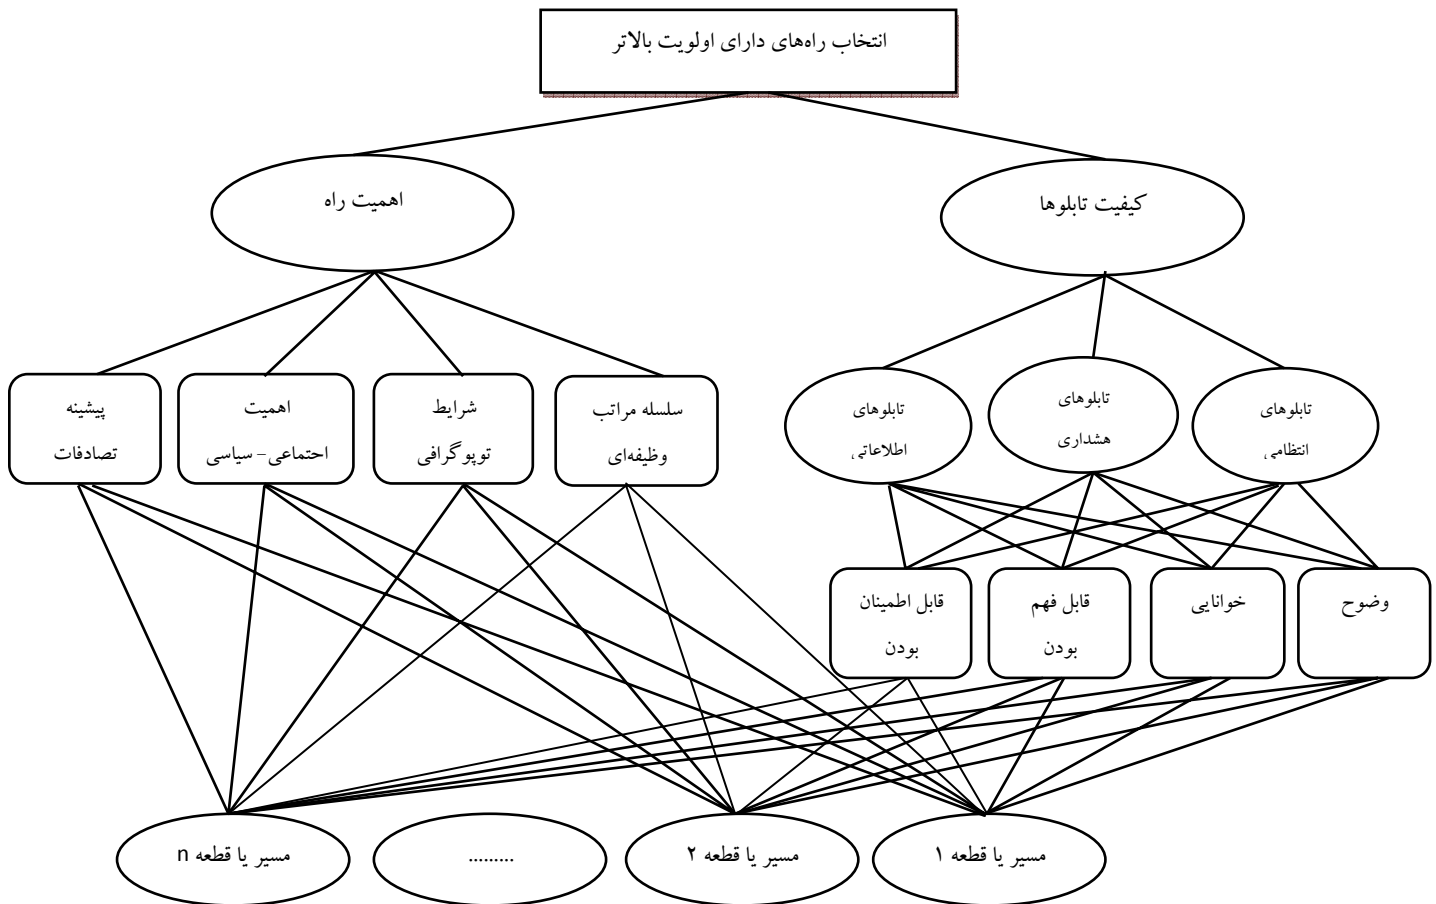 انتخاب راه‌های دارای اولویت بالاتر
کیفیت تابلوها
اهمیت راه
تابلوهای
انتظامی
تابلوهای
هشداری
تابلوهای
اطلاعاتی
سلسله مراتب
وظیفه‌ای
شرایط
توپوگرافی
اهمیت
اجتماعی- سیاسی
پیشینه
تصادفات
وضوح
خوانایی
قابل فهم
بودن
قابل اطمینان
بودن
مسیر یا قطعه ۱
مسیر یا قطعه ۲
.........
مسیر یا قطعه n